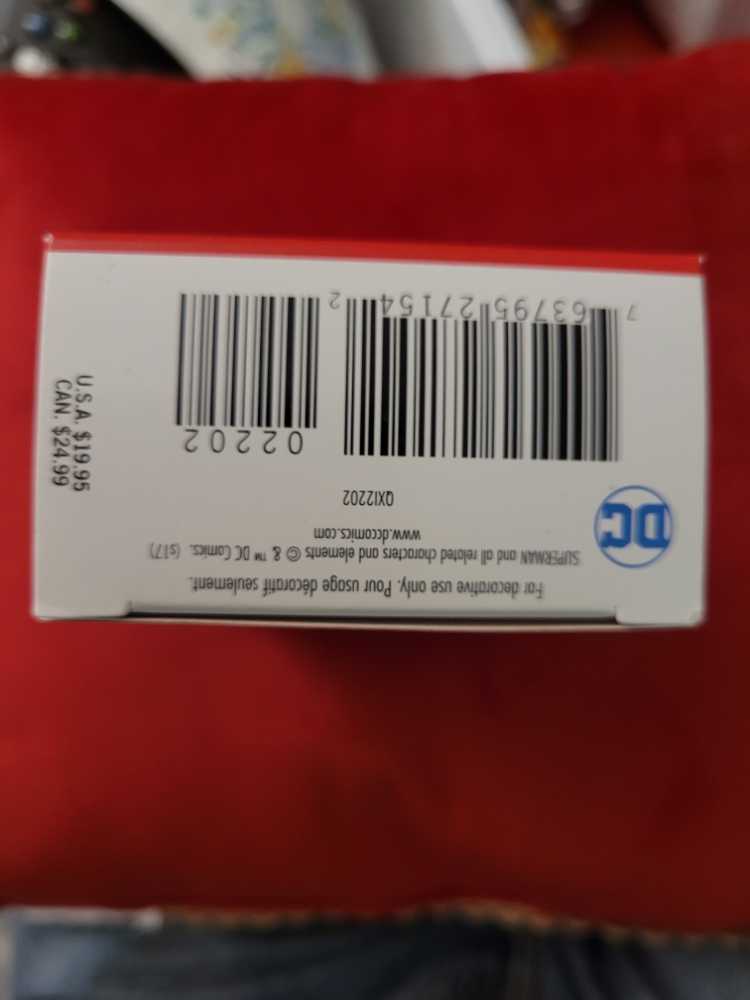 For decorative use only. Pour usage décoratif seulement.
SUPERMAN and all related characters and elements © & ™ DC Comics. (s17)
www.dccomics.com
DC
QXI2202
02202
7 63795 27154 2
U.S.A. $19.95
CAN. $24.99